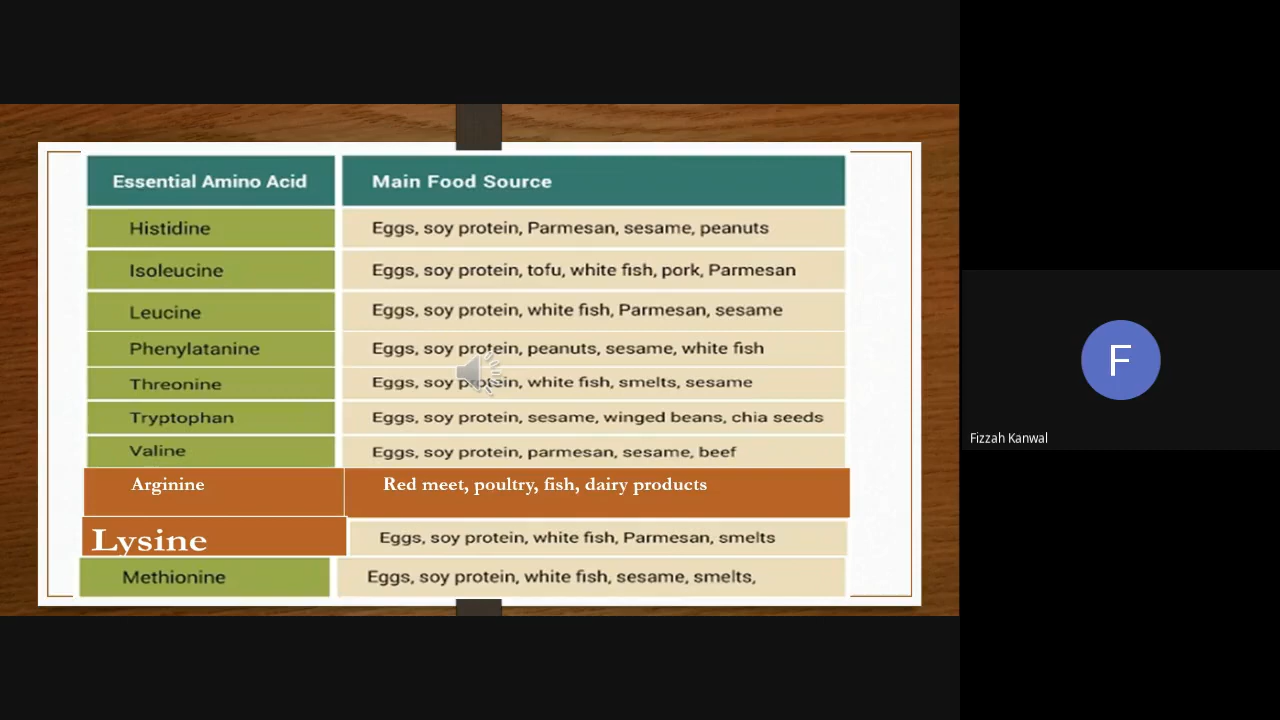 Essential Amino Acid Main Food Source
Histidine Eggs, soy protein, Parmesan, sesame, peanuts
Isoleucine Eggs, soy protein, tofu, white fish, pork, Parmesan
Leucine Eggs, soy protein, white fish, Parmesan, sesame
Phenylatanine Eggs, soy protein, peanuts, sesame, white fish
Threonine Eggs, soy protein, white fish, smelts, sesame
Tryptophan Eggs, soy protein, sesame, winged beans, chia seeds
Valine Eggs, soy protein, parmesan, sesame, beef
Arginine Red meet, poultry, fish, dairy products
Lysine Eggs, soy protein, white fish, Parmesan, smelts
Methionine Eggs, soy protein, white fish, sesame, smelts,
F
Fizzah Kanwal